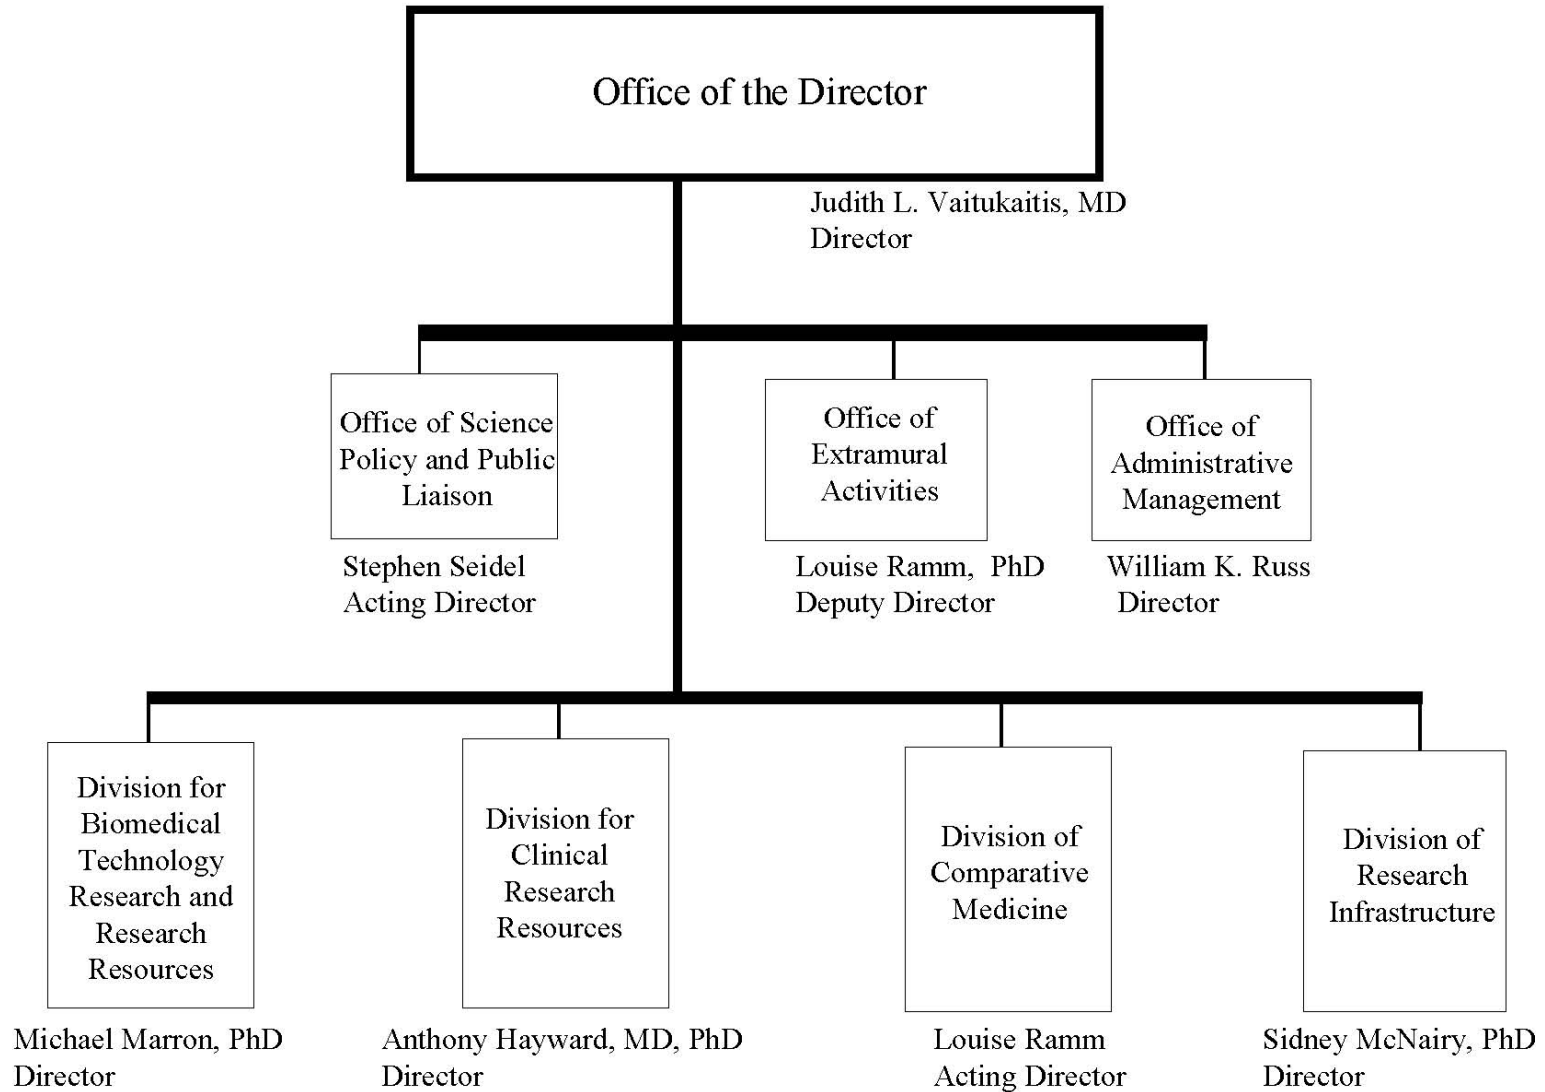 Office of the Director
Judith L. Vaitukaitis, MD
Director
Office of Science
Policy and Public
Liaison
Stephen Seidel
Acting Director
Office of
Extramural
Activities
Louise Ramm, PhD
Deputy Director
Office of
Administrative
Management
William K. Russ
Director
Division for
Biomedical
Technology
Research and
Research
Resources
Michael Marron, PhD
Director
Division for
Clinical
Research
Resources
Anthony Hayward, MD, PhD
Director
Division of
Comparative
Medicine
Louise Ramm
Acting Director
Division of
Research
Infrastructure
Sidney McNairy, PhD
Director